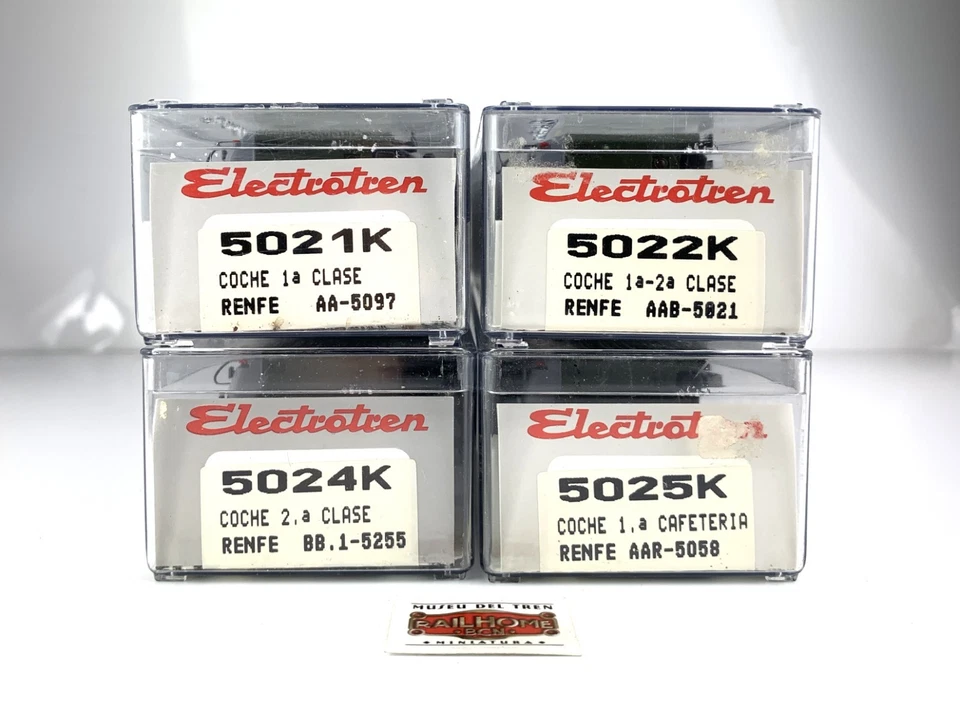 Electrotren
5021K
COCHE 1a CLASE
RENFE AA-5097
Electrotren
5022K
COCHE 1a-2a CLASE
RENFE AAB-5021
Electrotren
5024K
COCHE 2.a CLASE
RENFE BB.1-5255
Electrot n
5025K
COCHE 1.a CAFETERIA
RENFE AAR-5058
MUSEU DEL TREN
RAILHOME
BCN
MINIATURA